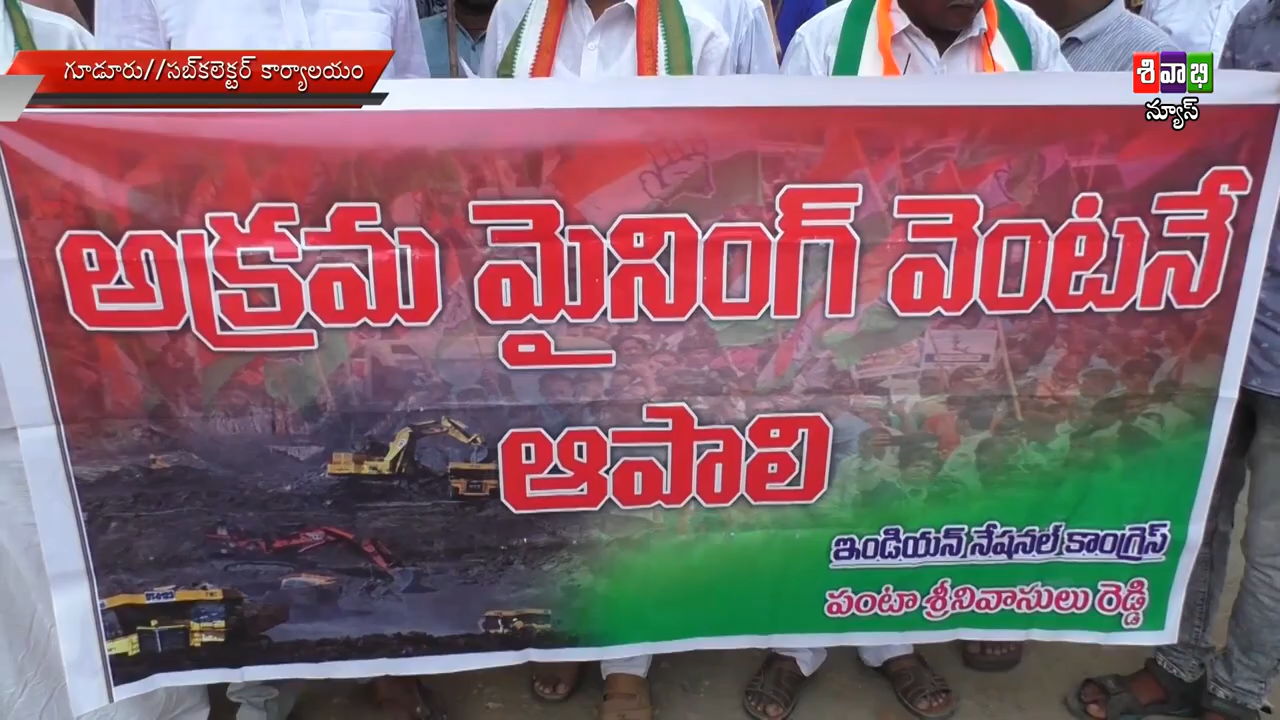 గూడూరు//సబ్‌కలెక్టర్ కార్యాలయం
శివాభి
న్యూస్
అక్రమ మైనింగ్ వెంటనే
ఆపాలి
ఇండియన్ నేషనల్ కాంగ్రెస్
పంటా శ్రీనివాసులు రెడ్డి